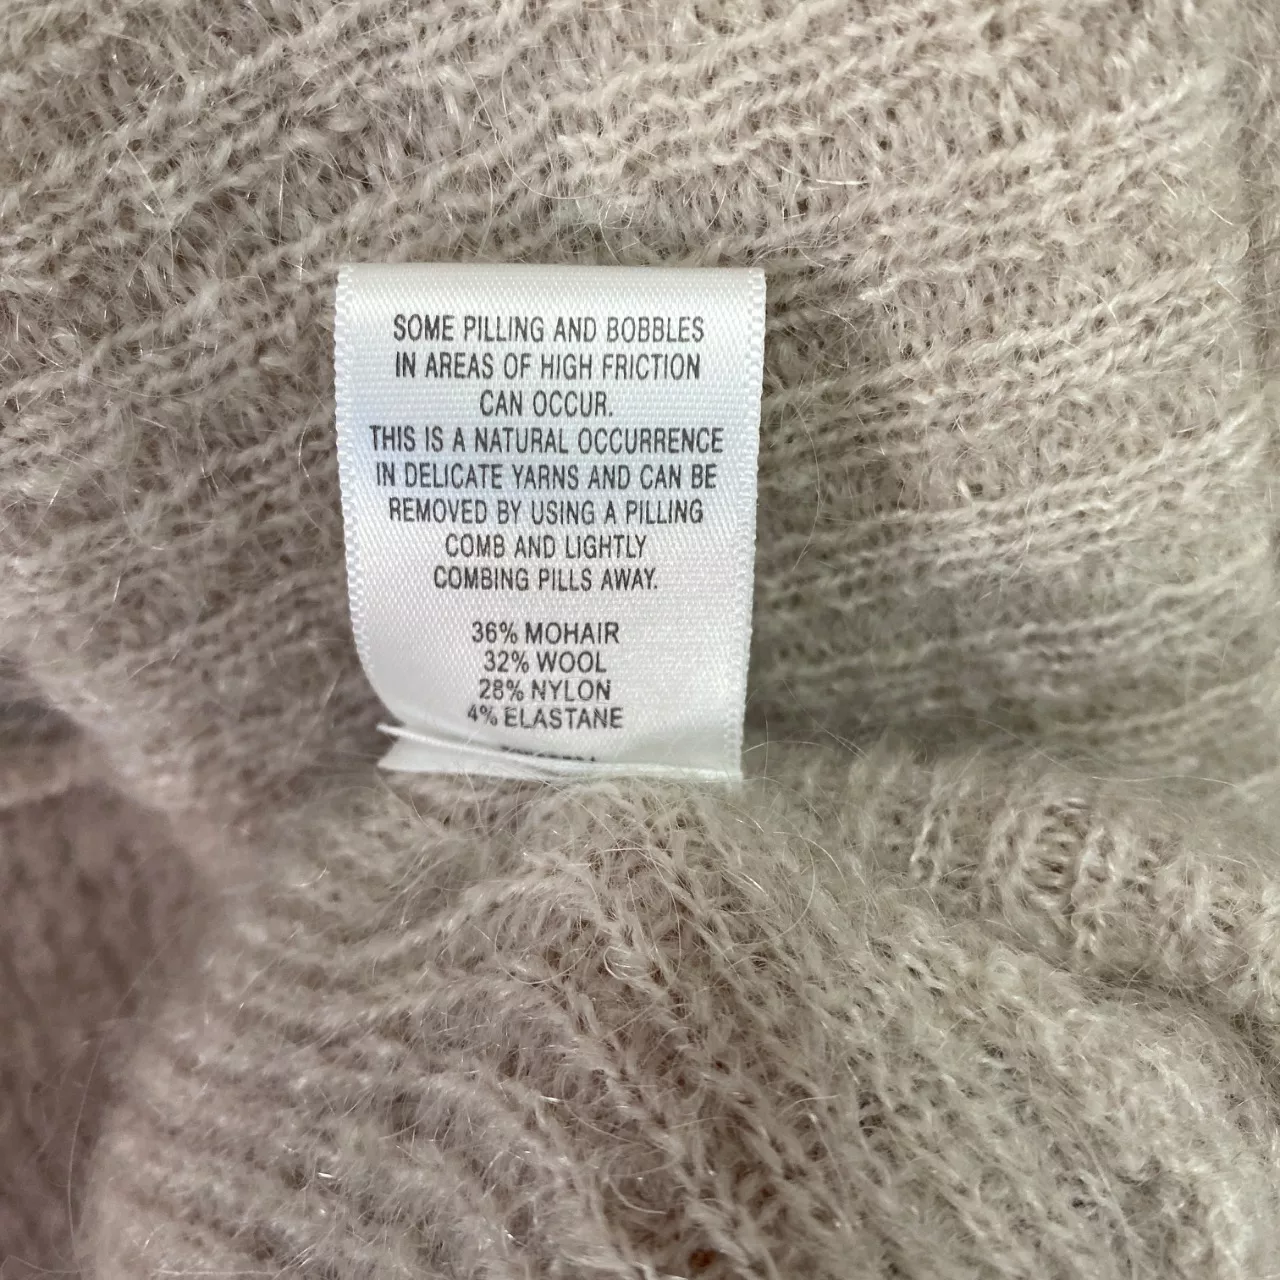 SOME PILLING AND BOBBLES
IN AREAS OF HIGH FRICTION
CAN OCCUR.
THIS IS A NATURAL OCCURRENCE
IN DELICATE YARNS AND CAN BE
REMOVED BY USING A PILLING
COMB AND LIGHTLY
COMBING PILLS AWAY.
36% MOHAIR
32% WOOL
28% NYLON
4% ELASTANE